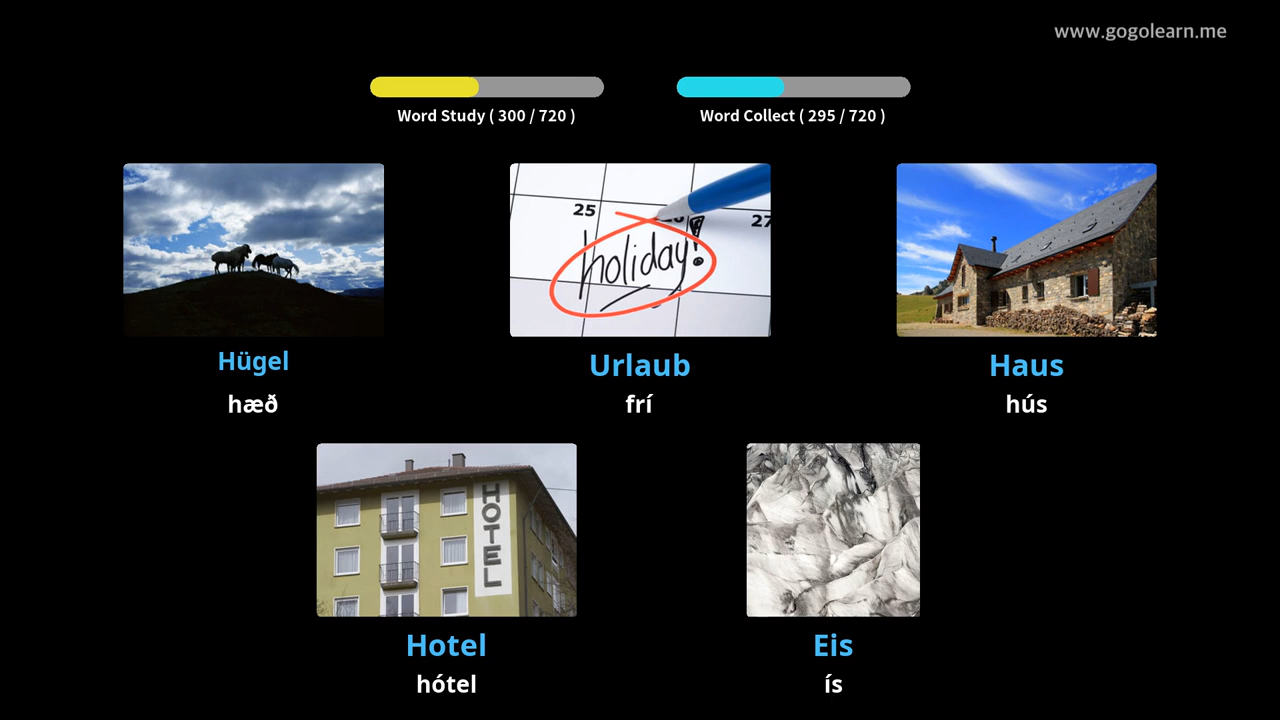 www.gogolearn.me
Word Study ( 300 / 720 )
Word Collect ( 295 / 720 )
25
27
holiday!
Hügel
Urlaub
Haus
hæð
frí
hús
HOTEL
Hotel
Eis
hótel
ís